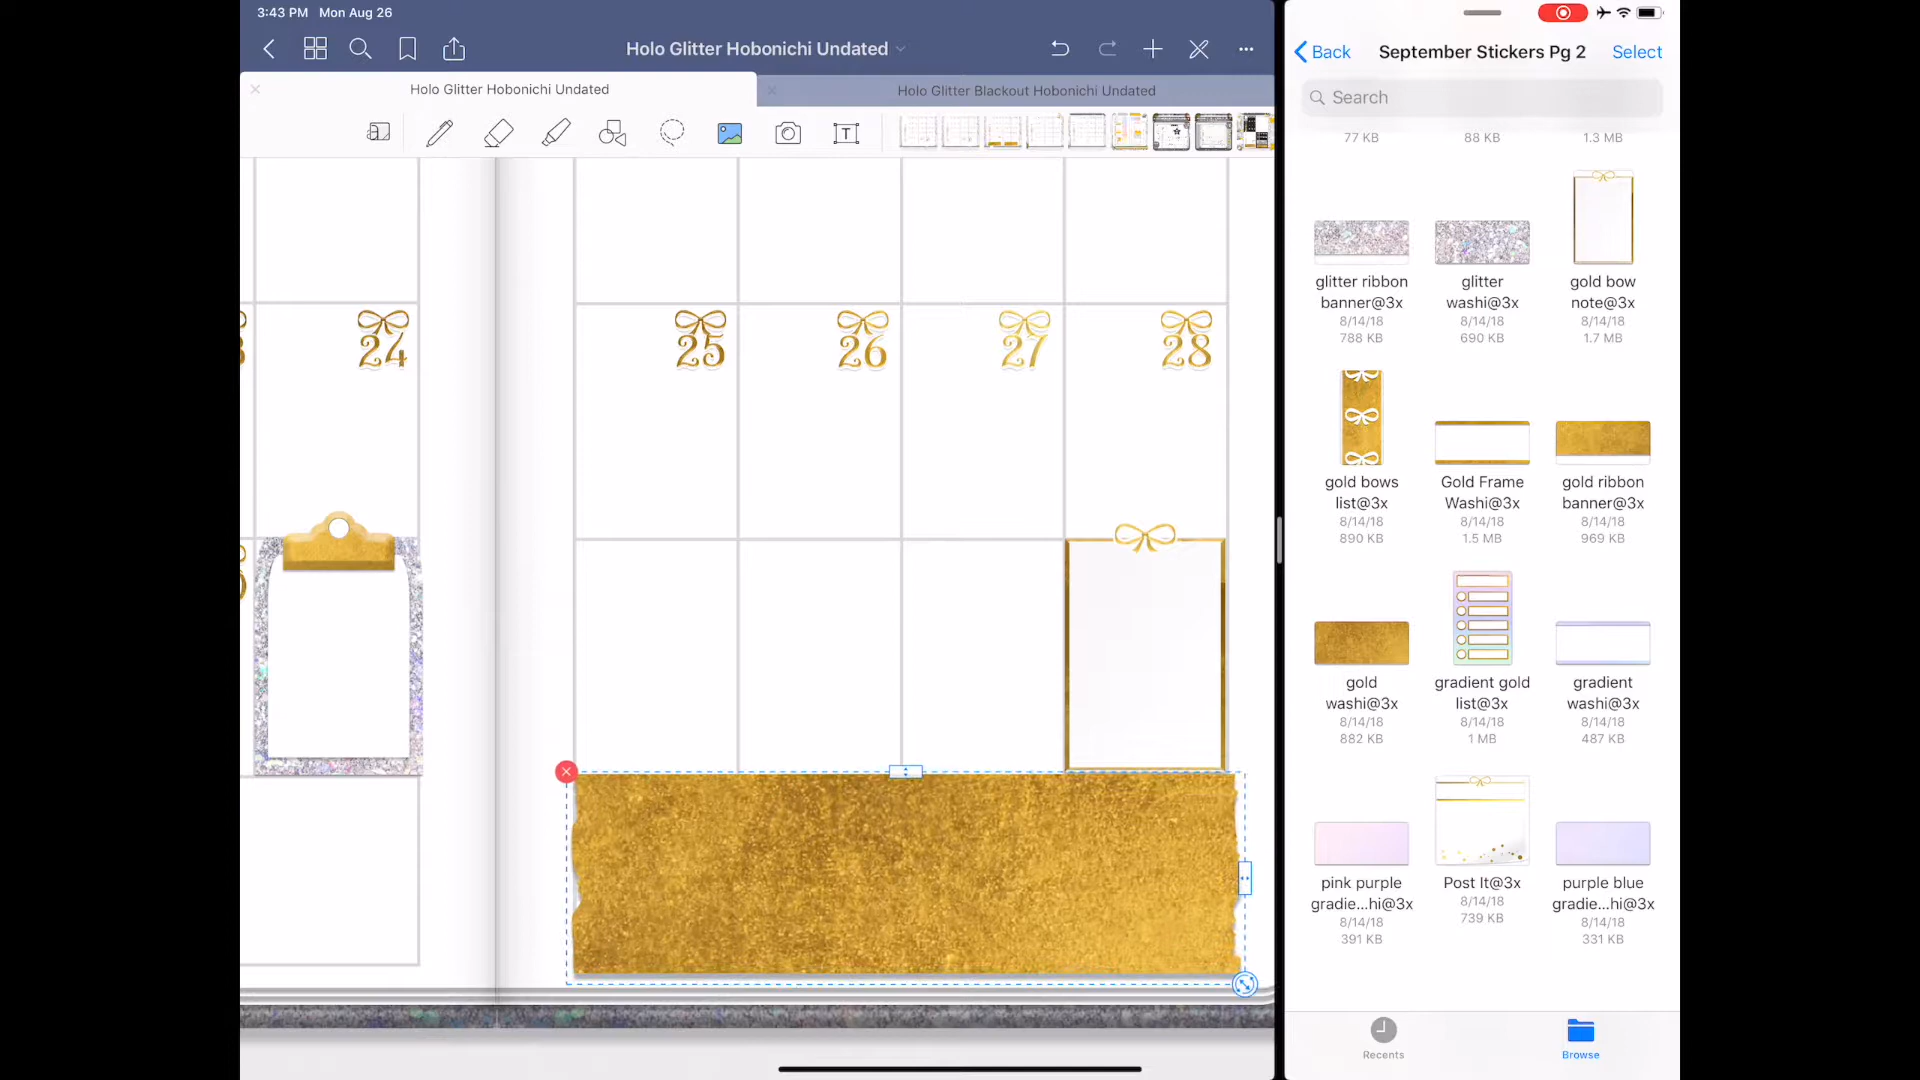 3:43 PM Mon Aug 26
Holo Glitter Hobonichi Undated
Holo Glitter Hobonichi Undated
Holo Glitter Blackout Hobonichi Undated
T
24
25
26
27
28
Back
September Stickers Pg 2
Select
Search
77 KB
88 KB
1.3 MB
glitter ribbon
banner@3x
8/14/18
788 KB
glitter
washi@3x
8/14/18
690 KB
gold bow
note@3x
8/14/18
1.7 MB
gold bows
list@3x
8/14/18
890 KB
Gold Frame
Washi@3x
8/14/18
1.5 MB
gold ribbon
banner@3x
8/14/18
969 KB
gold
washi@3x
8/14/18
882 KB
gradient gold
list@3x
8/14/18
1 MB
gradient
washi@3x
8/14/18
487 KB
pink purple
gradie...hi@3x
8/14/18
391 KB
Post It@3x
8/14/18
739 KB
purple blue
gradie...hi@3x
8/14/18
331 KB
Recents
Browse